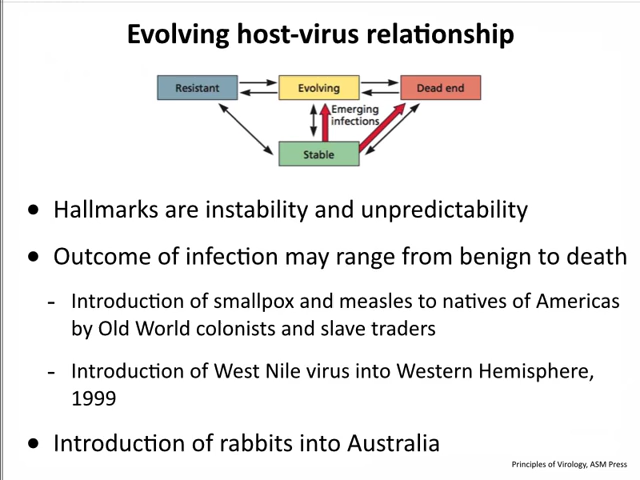 Evolving host-virus relationship
Resistant
Evolving
Dead end
Emerging
infections
Stable
• Hallmarks are instability and unpredictability
• Outcome of infection may range from benign to death
- Introduction of smallpox and measles to natives of Americas
by Old World colonists and slave traders
- Introduction of West Nile virus into Western Hemisphere,
1999
• Introduction of rabbits into Australia
Principles of Virology, ASM Press